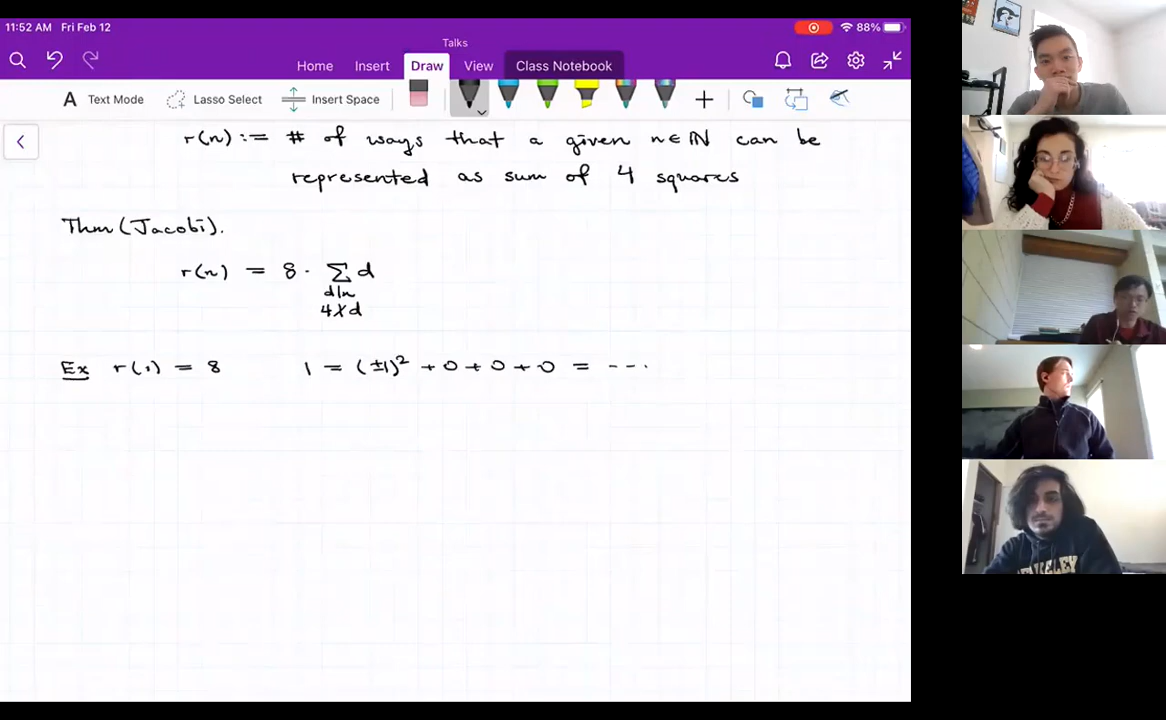 11:52 AM Fri Feb 12
88%
Talks
Home Insert Draw View Class Notebook
A Text Mode Lasso Select Insert Space
r(n) := # of ways that a given n∈ℕ can be
represented as sum of 4 squares
Thm (Jacobi).
r(n) = 8 · Σ d
d|n
4∤d
Ex r(1) = 8 1 = (±1)² + 0 + 0 + 0 = ---.
BERKELEY